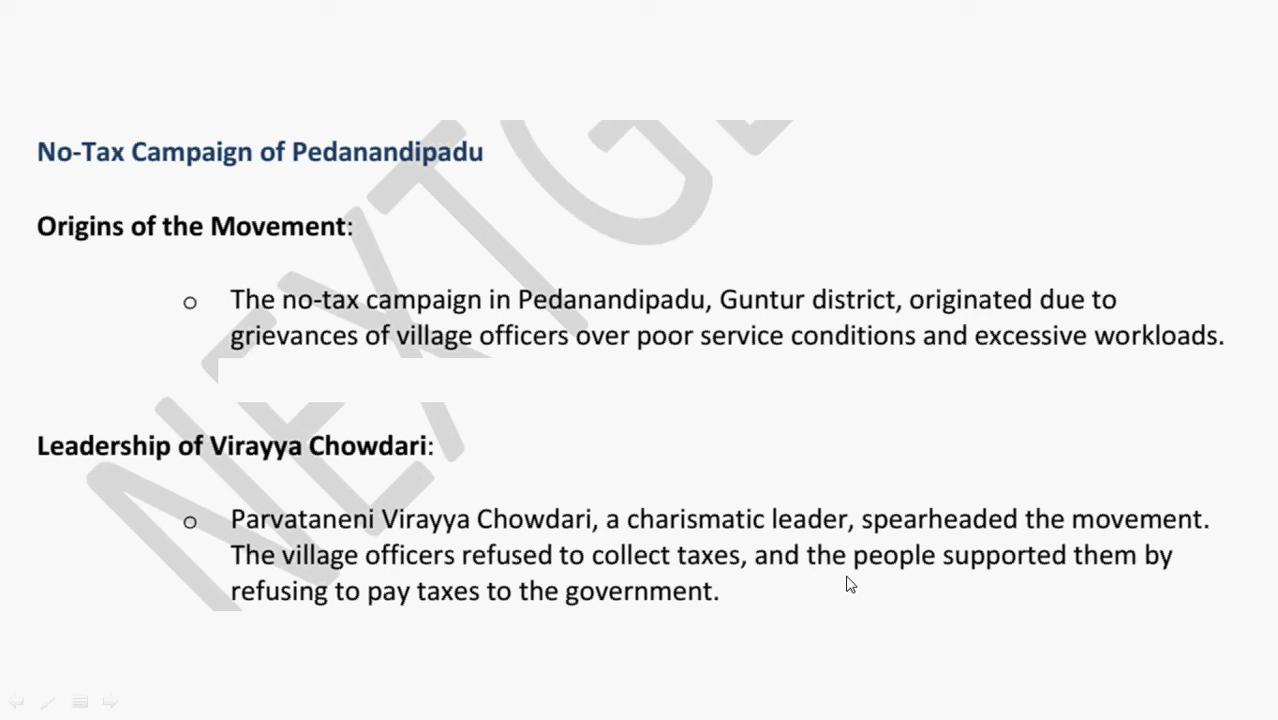 No-Tax Campaign of Pedanandipadu
Origins of the Movement:
o The no-tax campaign in Pedanandipadu, Guntur district, originated due to
grievances of village officers over poor service conditions and excessive workloads.
Leadership of Virayya Chowdari:
o Parvataneni Virayya Chowdari, a charismatic leader, spearheaded the movement.
The village officers refused to collect taxes, and the people supported them by
refusing to pay taxes to the government.